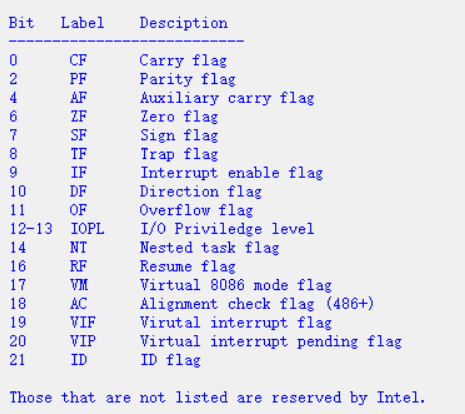 Bit Label Desciption
---------------------------
0 CF Carry flag
2 PF Parity flag
4 AF Auxiliary carry flag
6 ZF Zero flag
7 SF Sign flag
8 TF Trap flag
9 IF Interrupt enable flag
10 DF Direction flag
11 OF Overflow flag
12-13 IOPL I/O Priviledge level
14 NT Nested task flag
16 RF Resume flag
17 VM Virtual 8086 mode flag
18 AC Alignment check flag (486+)
19 VIF Virutal interrupt flag
20 VIP Virtual interrupt pending flag
21 ID ID flag
Those that are not listed are reserved by Intel.